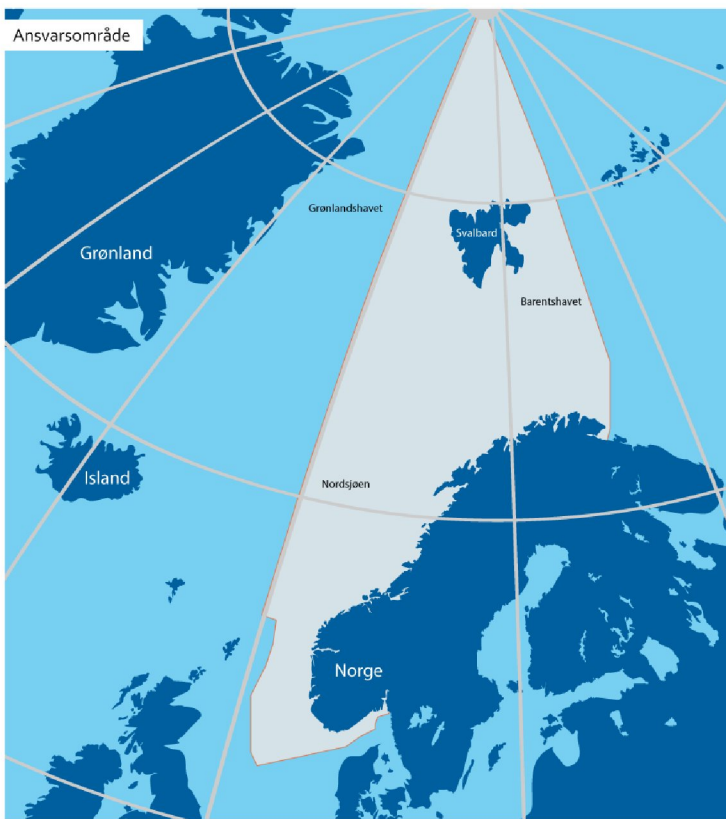 Ansvarsområde
Grønlandshavet
Svalbard
Grønland
Barentshavet
Island
Nordsjøen
Norge